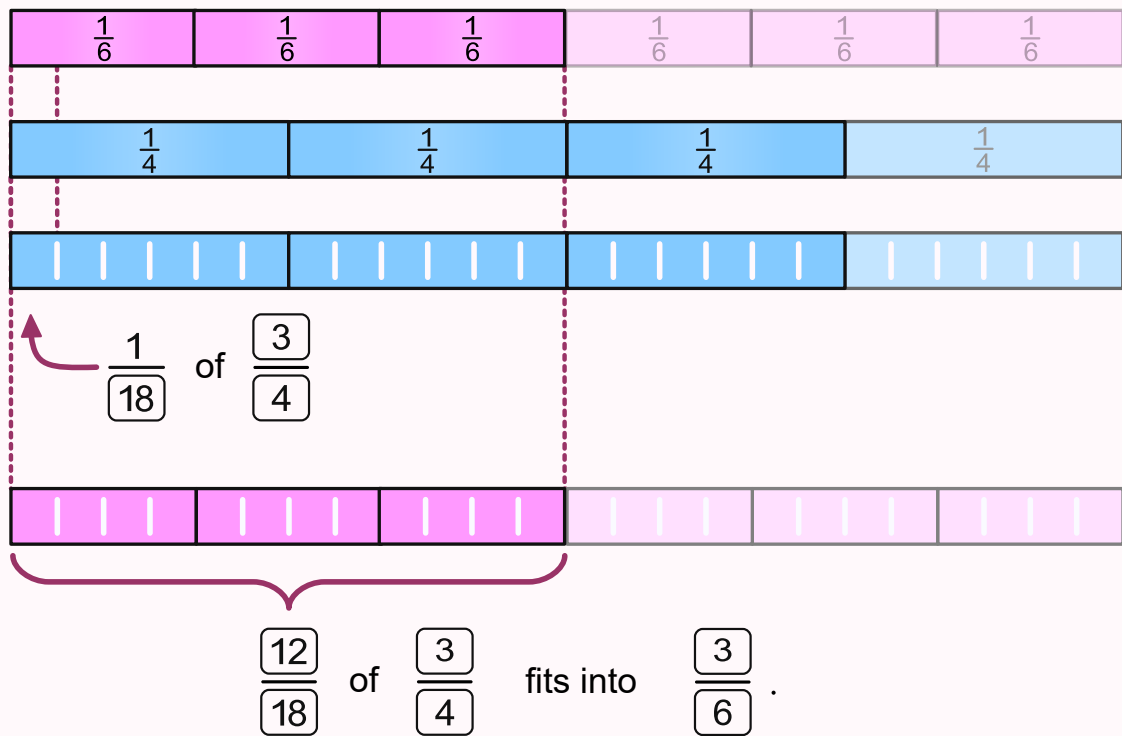 1/6 1/6 1/6 1/6 1/6 1/6
1/4 1/4 1/4 1/4
1/18 of 3/4
12/18 of 3/4 fits into 3/6 .